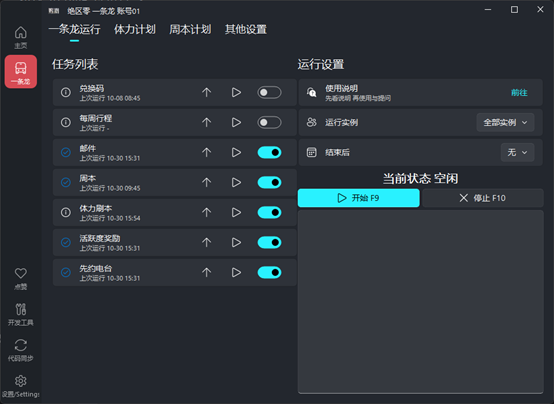 绝区零 一条龙 账号01
一条龙运行 体力计划 周本计划 其他设置
主页
一条龙
点赞
开发工具
代码同步
设置/Settings
任务列表
兑换码
上次运行 10-08 08:45
每周行程
上次运行 -
邮件
上次运行 10-30 15:31
周本
上次运行 10-30 09:45
体力刷本
上次运行 10-30 15:54
活跃度奖励
上次运行 10-30 15:31
先约电台
上次运行 10-30 15:31
运行设置
使用说明
先看说明 再使用与提问
前往
运行实例
全部实例
结束后
无
当前状态 空闲
开始 F9
停止 F10